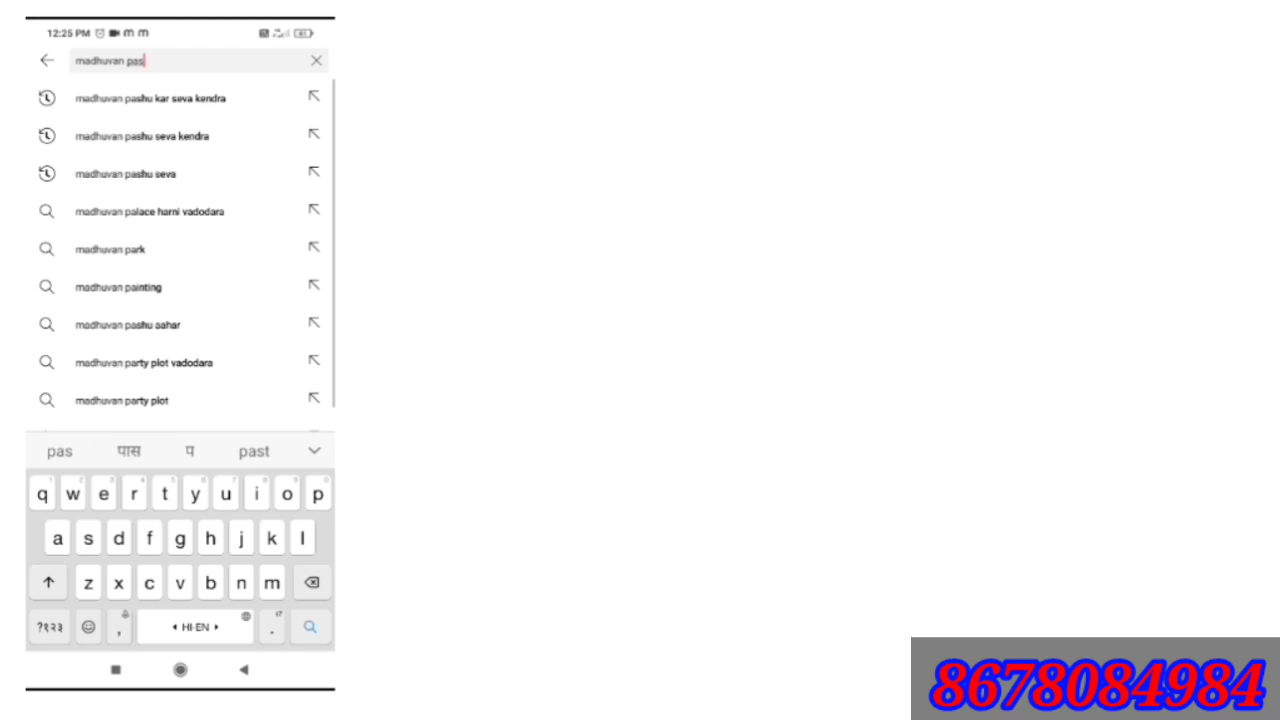 12:25 PM
madhuvan pas
madhuvan pashu kar seva kendra
madhuvan pashu seva kendra
madhuvan pashu seva
madhuvan palace harni vadodara
madhuvan park
madhuvan painting
madhuvan pashu aahar
madhuvan party plot vadodara
madhuvan party plot
pas पास प past
q w e r t y u i o p
a s d f g h j k l
z x c v b n m
?१२३ , HI-EN .
8678084984